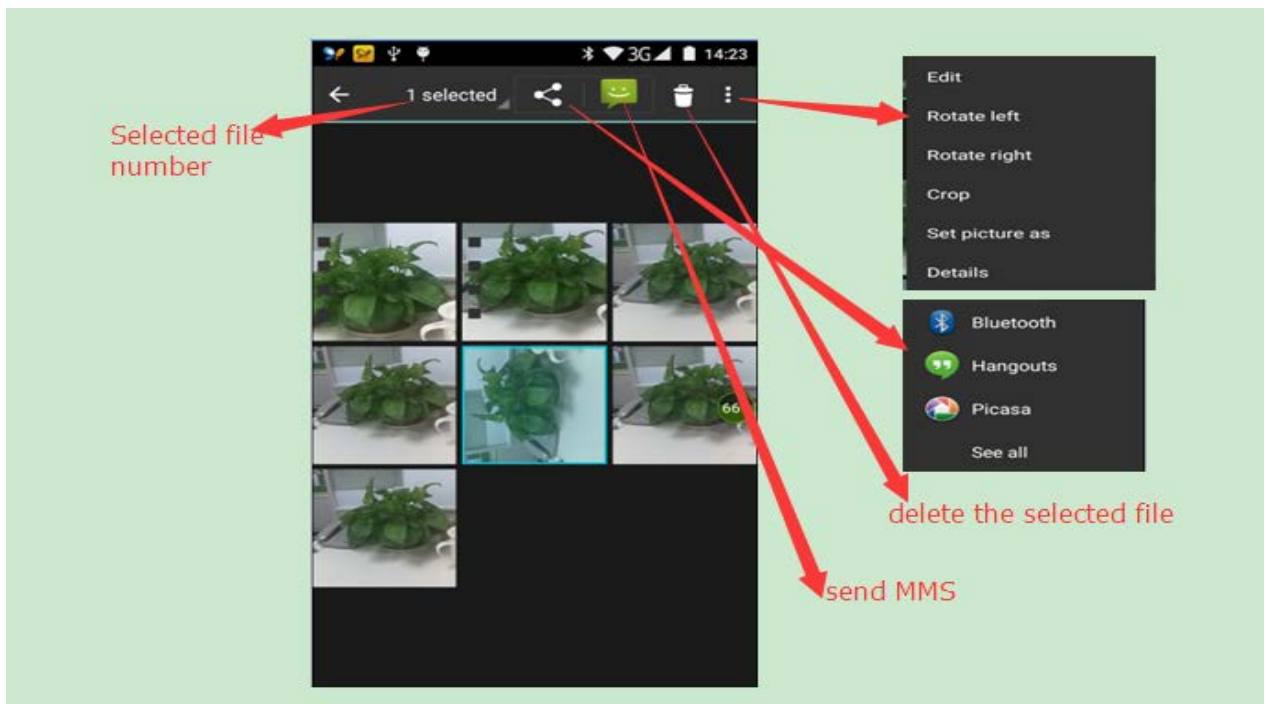 3G 14:23
1 selected
Selected file
number
66
Edit
Rotate left
Rotate right
Crop
Set picture as
Details
Bluetooth
Hangouts
Picasa
See all
delete the selected file
send MMS